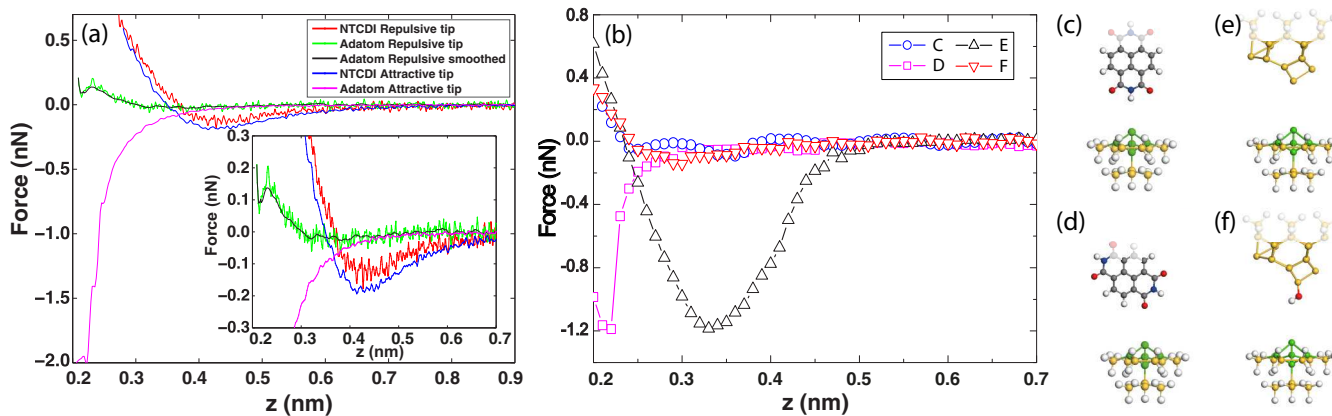 (a)
Force (nN)
0.0
−0.5
−1.0
−1.5
−2.0
0.2 0.3 0.4 0.5 0.6 0.7 0.8 0.9
z (nm)
NTCDI Repulsive tip
Adatom Repulsive tip
Adatom Repulsive smoothed
NTCDI Attractive tip
Adatom Attractive tip
Force (nN)
0.3
0.2
0.1
0.0
−0.1
−0.2
−0.3
0.2 0.3 0.4 0.5 0.6 0.7
z (nm)
(b)
Force (nN)
0.8
0.4
0.0
-0.4
-0.8
-1.2
0.2 0.3 0.4 0.5 0.6 0.7
z (nm)
C E
D F
(c)
(e)
(d)
(f)